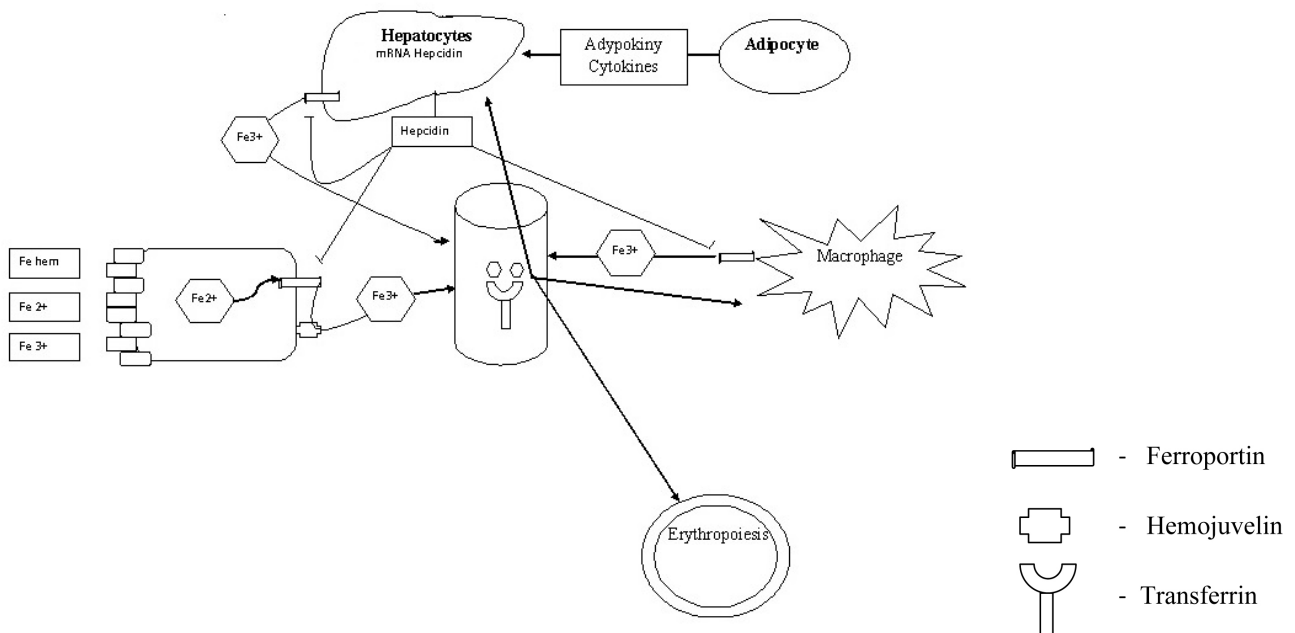 Hepatocytes
mRNA Hepcidin
Adypokiny
Cytokines
Adipocyte
Fe3+
Hepcidin
Fe hem
Fe 2+
Fe 3+
Fe2+
Fe3+
Fe3+
Macrophage
Erythropoiesis
- Ferroportin
- Hemojuvelin
- Transferrin